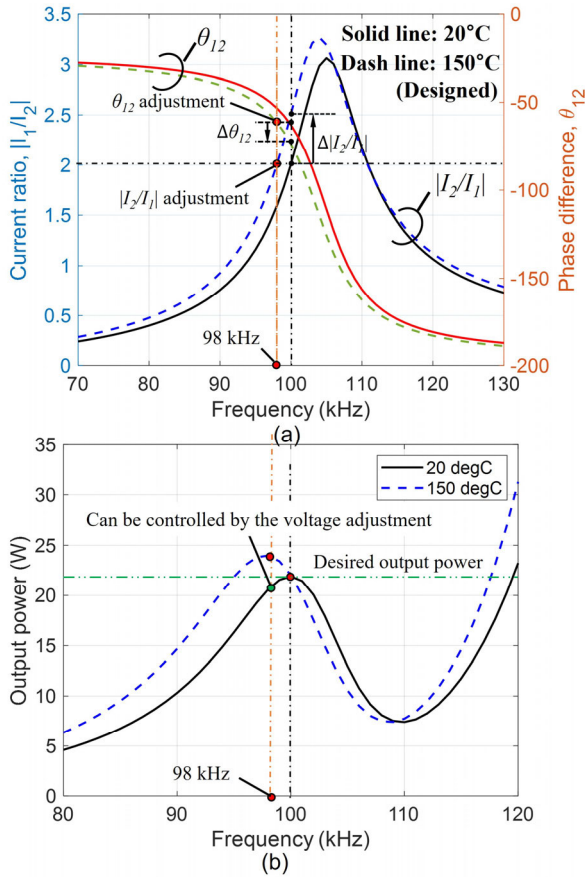 Solid line: 20°C
Dash line: 150°C
(Designed)
θ12
θ12 adjustment
Δθ12
Δ|I2/I1|
|I2/I1| adjustment
|I2/I1|
98 kHz
Current ratio, ||I1/I2|
0
0.5
1
1.5
2
2.5
3
3.5
Phase difference, θ12
0
-50
-100
-150
-200
70 80 90 100 110 120 130
Frequency (kHz)
(a)
20 degC
150 degC
Can be controlled by the voltage adjustment
Desired output power
98 kHz
Output power (W)
0
5
10
15
20
25
30
35
80 90 100 110 120
Frequency (kHz)
(b)